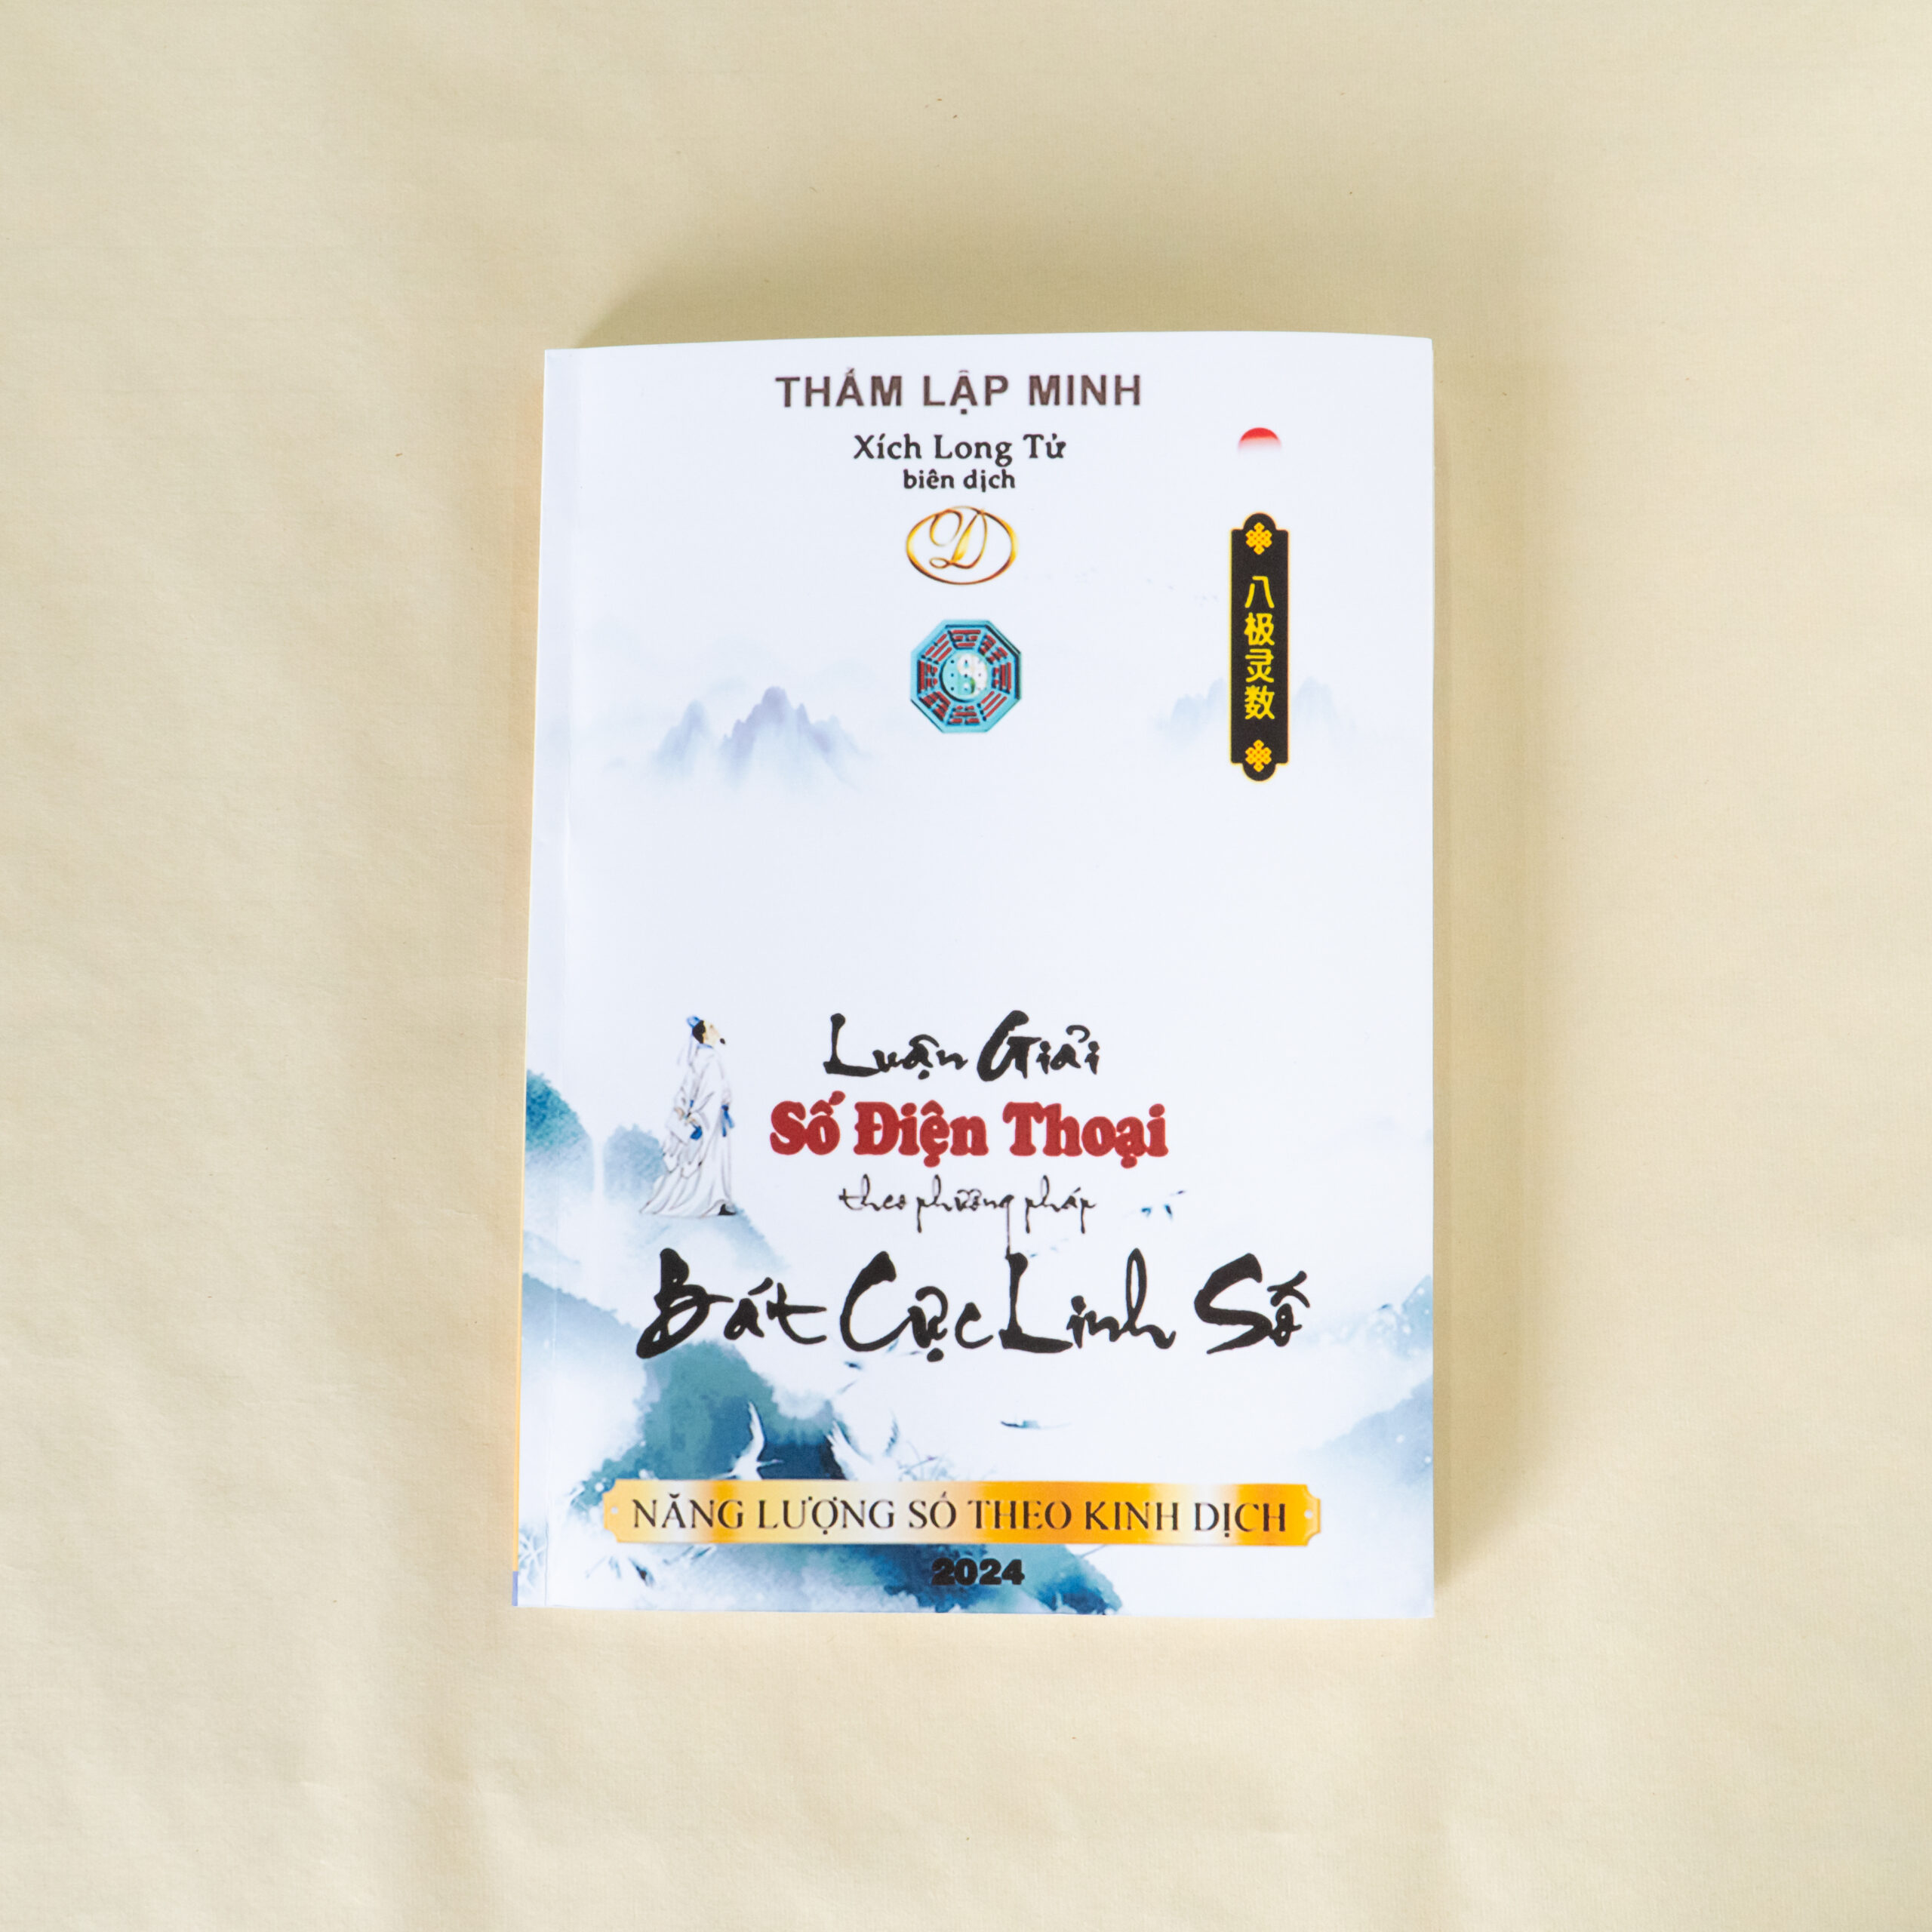 THẨM LẬP MINH
Xích Long Tử
biên dịch
D
八极灵数
Luận Giải
Số Điện Thoại
theo phương pháp
Bát Cực Linh Số
NĂNG LƯỢNG SỐ THEO KINH DỊCH
2024